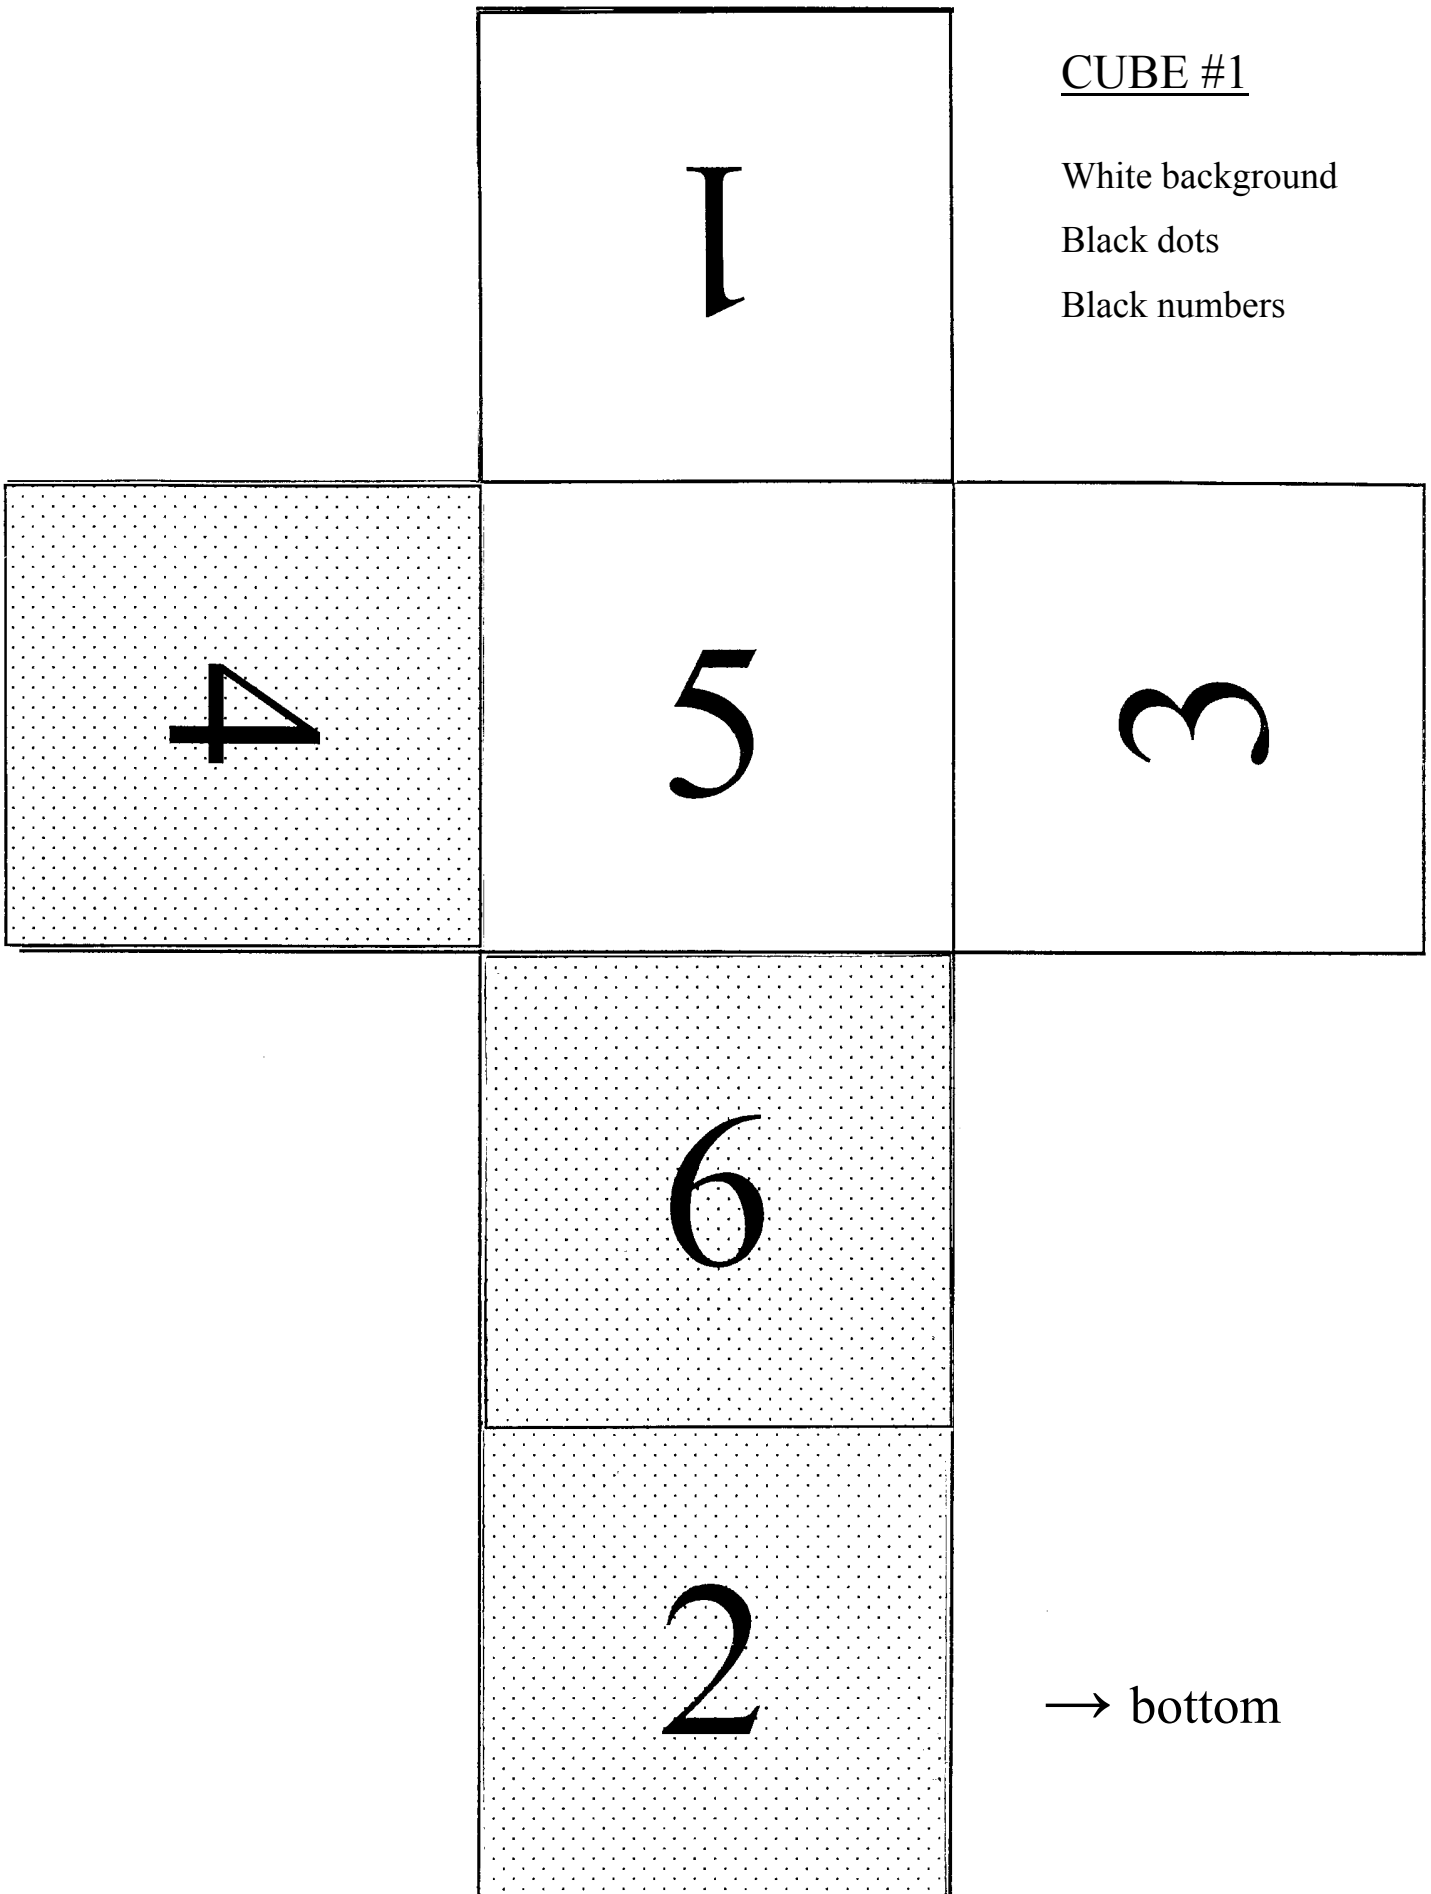 CUBE #1
White background
Black dots
Black numbers
1
4 5 3
6
2
→ bottom